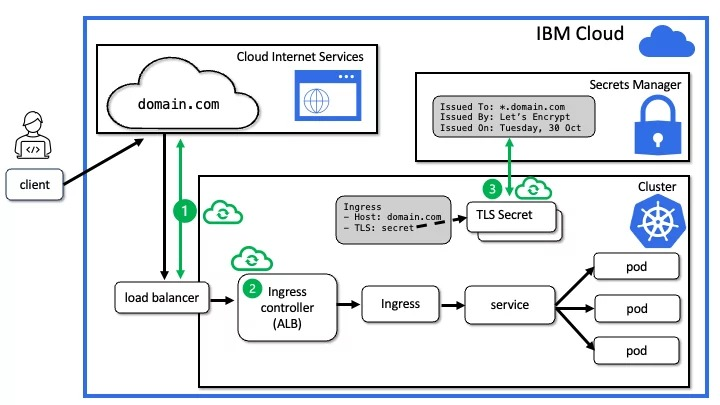 IBM Cloud
Cloud Internet Services
domain.com
Secrets Manager
Issued To: *.domain.com
Issued By: Let's Encrypt
Issued On: Tuesday, 30 Oct
client
1
3
Cluster
Ingress
- Host: domain.com
- TLS: secret
TLS Secret
load balancer
2
Ingress
controller
(ALB)
Ingress
service
pod
pod
pod